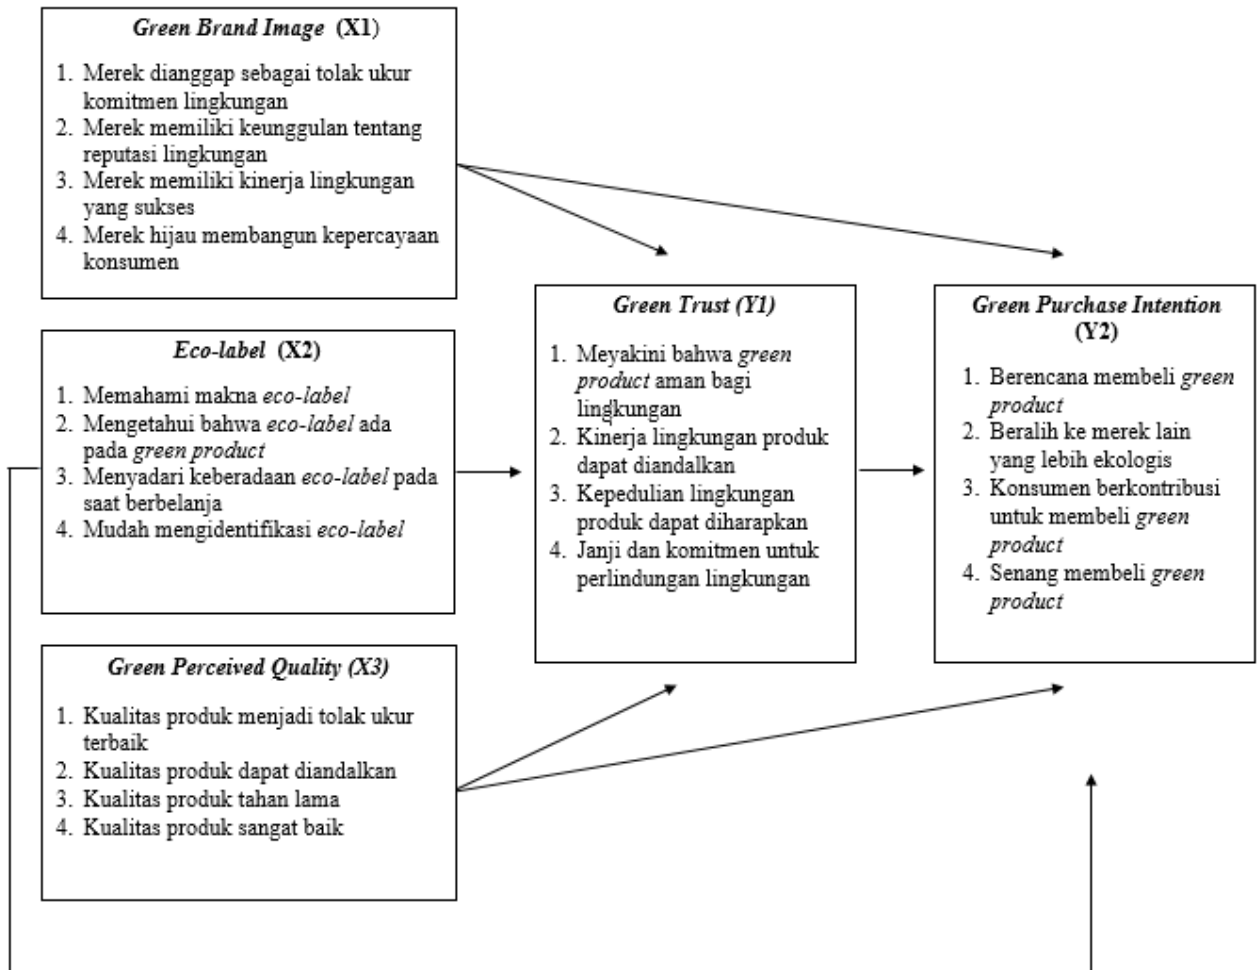 Green Brand Image (X1)
1. Merek dianggap sebagai tolak ukur
komitmen lingkungan
2. Merek memiliki keunggulan tentang
reputasi lingkungan
3. Merek memiliki kinerja lingkungan
yang sukses
4. Merek hijau membangun kepercayaan
konsumen
Eco-label (X2)
1. Memahami makna eco-label
2. Mengetahui bahwa eco-label ada
pada green product
3. Menyadari keberadaan eco-label pada
saat berbelanja
4. Mudah mengidentifikasi eco-label
Green Perceived Quality (X3)
1. Kualitas produk menjadi tolak ukur
terbaik
2. Kualitas produk dapat diandalkan
3. Kualitas produk tahan lama
4. Kualitas produk sangat baik
Green Trust (Y1)
1. Meyakini bahwa green
product aman bagi
lingkungan
2. Kinerja lingkungan produk
dapat diandalkan
3. Kepedulian lingkungan
produk dapat diharapkan
4. Janji dan komitmen untuk
perlindungan lingkungan
Green Purchase Intention
(Y2)
1. Berencana membeli green
product
2. Beralih ke merek lain
yang lebih ekologis
3. Konsumen berkontribusi
untuk membeli green
product
4. Senang membeli green
product